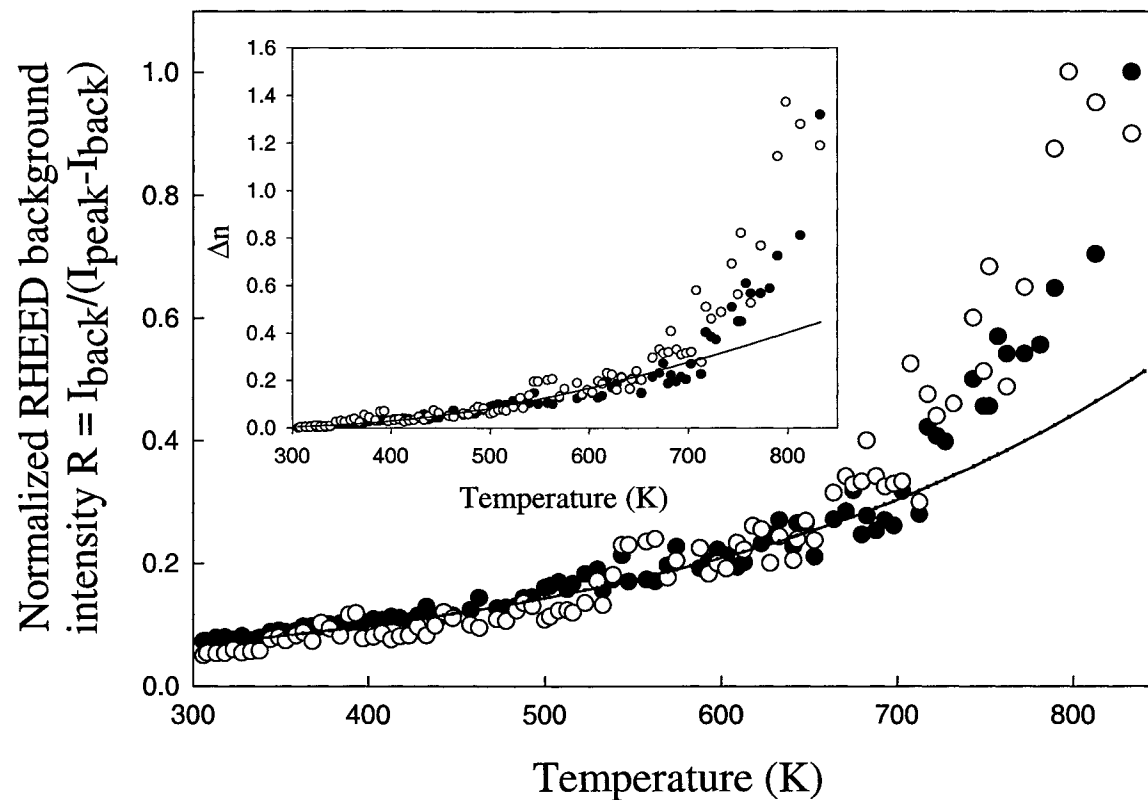 Normalized RHEED background
intensity R = Iback/(Ipeak-Iback)
1.0
0.8
0.6
0.4
0.2
0.0
300 400 500 600 700 800
Temperature (K)
Δn
1.6
1.4
1.2
1.0
0.8
0.6
0.4
0.2
0.0
300 400 500 600 700 800
Temperature (K)